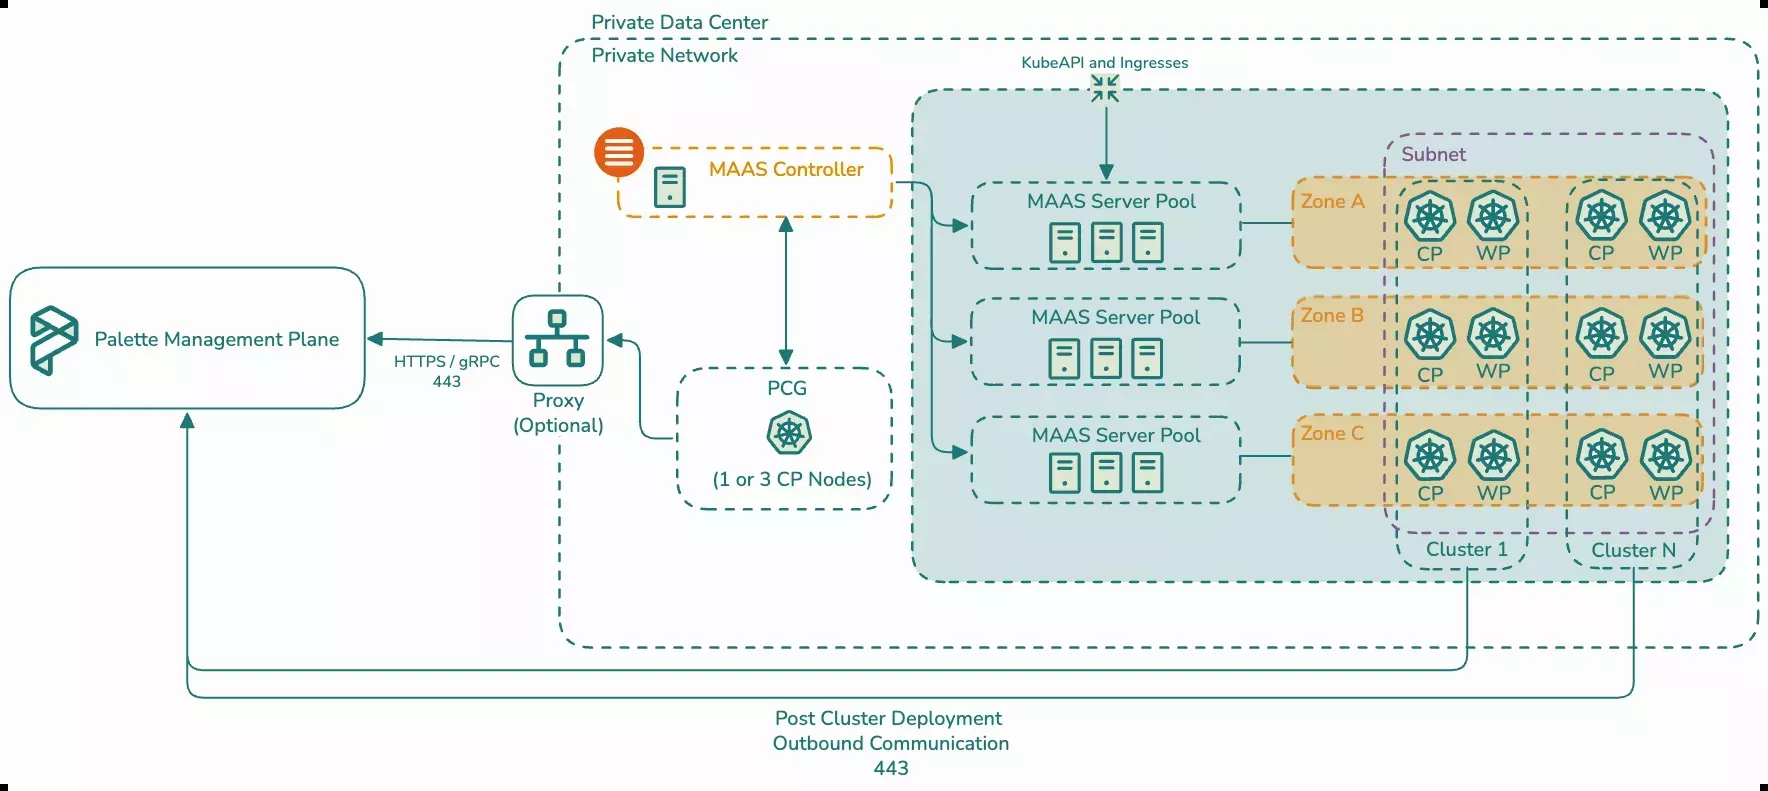 Private Data Center
Private Network
KubeAPI and Ingresses
MAAS Controller
Subnet
MAAS Server Pool
Zone A
CP
WP
CP
WP
MAAS Server Pool
Zone B
CP
WP
CP
WP
MAAS Server Pool
Zone C
CP
WP
CP
WP
Cluster 1
Cluster N
Palette Management Plane
HTTPS / gRPC
443
Proxy
(Optional)
PCG
(1 or 3 CP Nodes)
Post Cluster Deployment
Outbound Communication
443